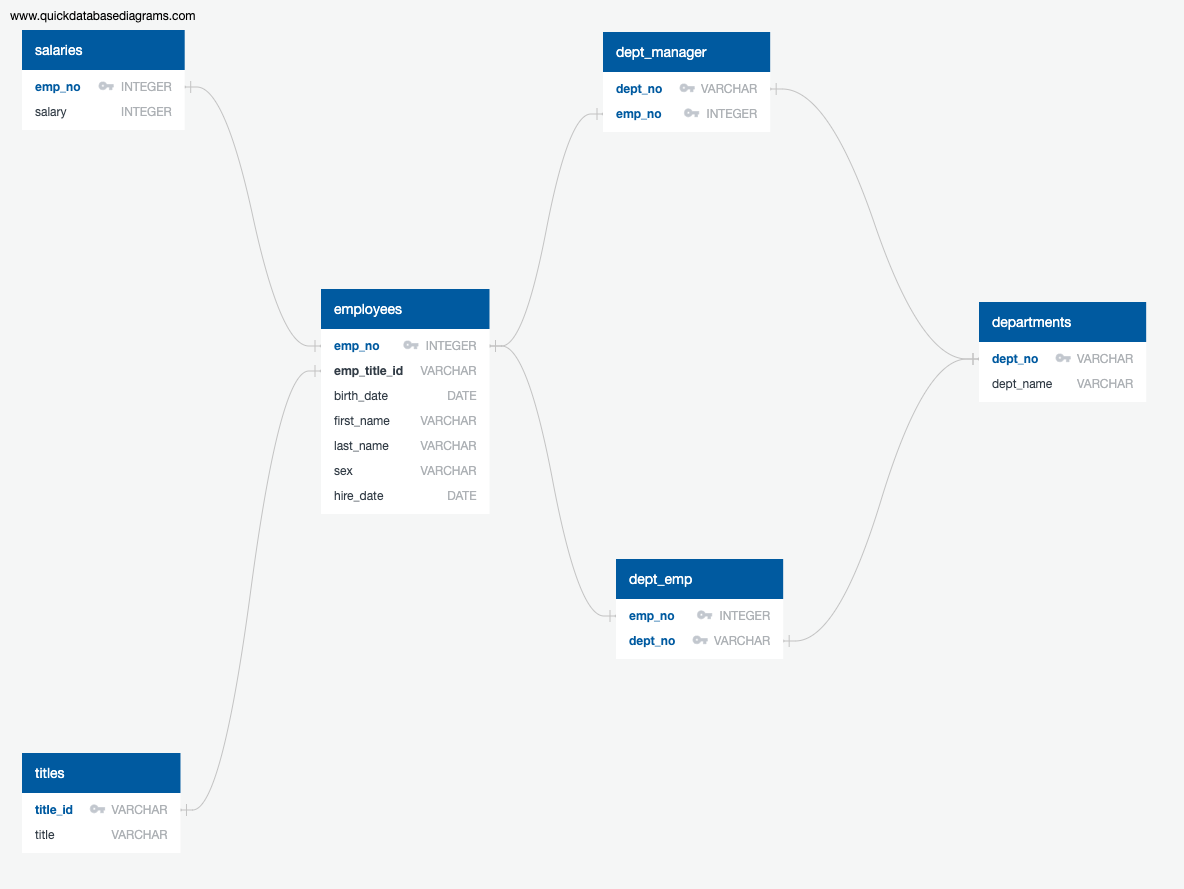 www.quickdatabasediagrams.com
salaries
emp_no INTEGER
salary INTEGER
dept_manager
dept_no VARCHAR
emp_no INTEGER
employees
emp_no INTEGER
emp_title_id VARCHAR
birth_date DATE
first_name VARCHAR
last_name VARCHAR
sex VARCHAR
hire_date DATE
departments
dept_no VARCHAR
dept_name VARCHAR
dept_emp
emp_no INTEGER
dept_no VARCHAR
titles
title_id VARCHAR
title VARCHAR